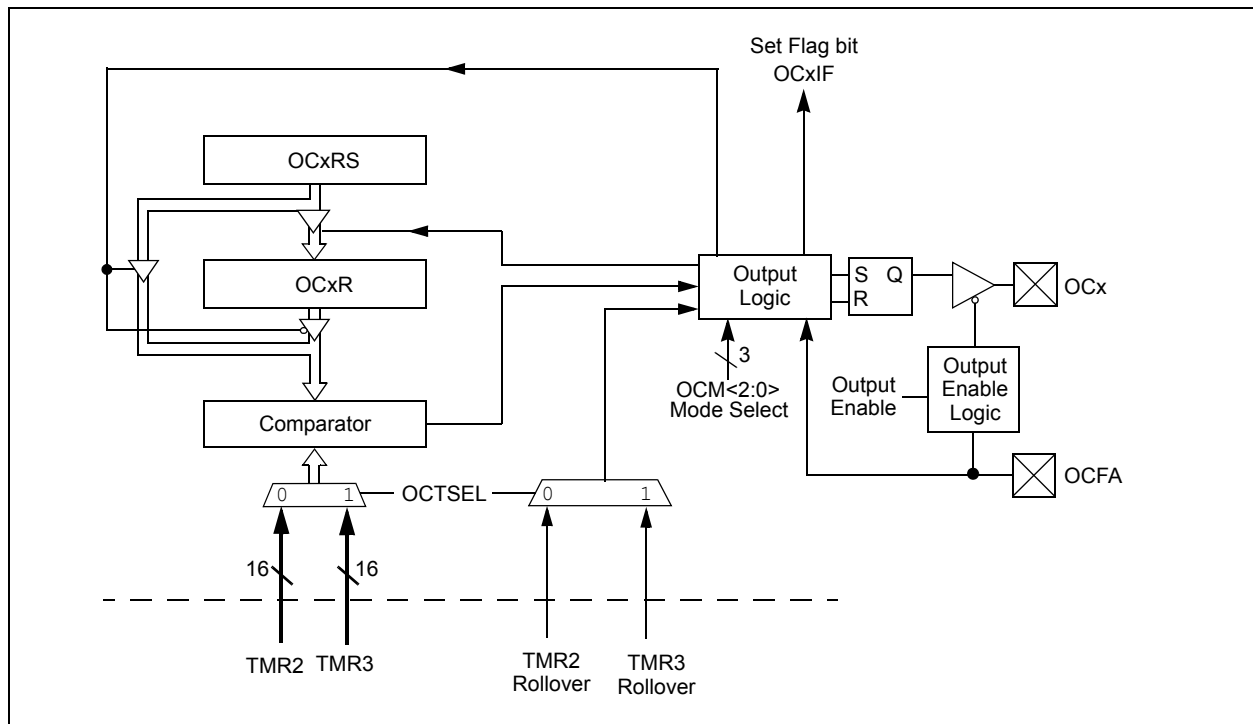 Set Flag bit
OCxIF
OCxRS
OCxR
Output
Logic
S Q
R
OCx
3
OCM<2:0>
Mode Select
Output
Enable
Output
Enable
Logic
Comparator
OCFA
0 1
OCTSEL
0 1
16
16
TMR2
TMR3
TMR2
Rollover
TMR3
Rollover